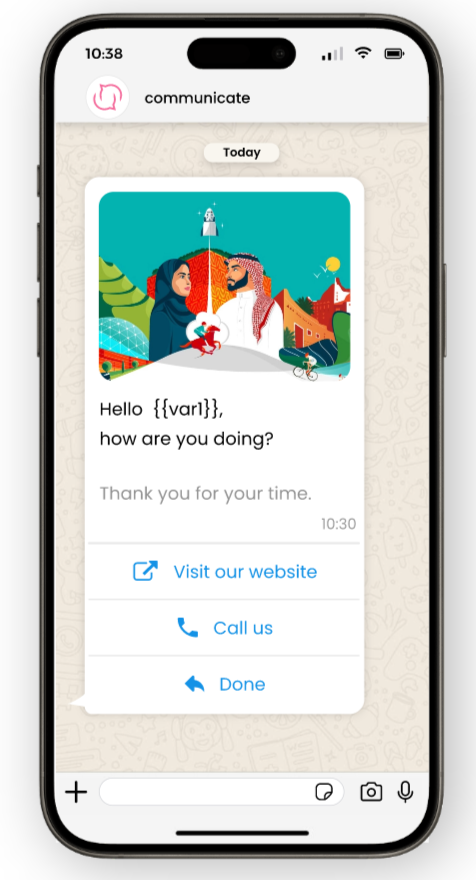 10:38
communicate
Today
Hello {{var1}},
how are you doing?
Thank you for your time.
10:30
Visit our website
Call us
Done